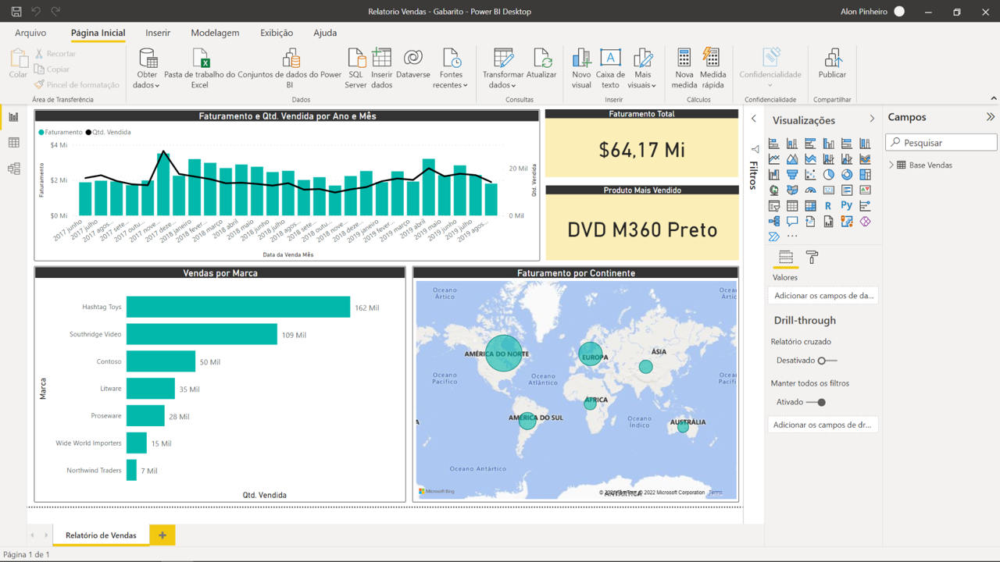 Relatorio Vendas - Gabarito - Power BI Desktop
Alon Pinheiro
Arquivo
Página Inicial
Inserir
Modelagem
Exibição
Ajuda
Colar
Recortar
Copiar
Pincel de formatação
Área de Transferência
Obter dados
Pasta de trabalho do Excel
Conjuntos de dados do Power BI
SQL Server
Inserir dados
Dataverse
Fontes recentes
Dados
Transformar dados
Atualizar
Consultas
Novo visual
Caixa de texto
Mais visuais
Inserir
Nova medida
Medida rápida
Cálculos
Confidencialidade
Confidencialidade
Publicar
Compartilhar
Faturamento e Qtd. Vendida por Ano e Mês
Faturamento
Qtd. Vendida
$4 Mi
$2 Mi
$0 Mi
Faturamento
20 Mil
0 Mil
Qtd. Vendida
2017 junho
2017 julho
2017 agos...
2017 sete...
2017 outu...
2017 nove...
2017 deze...
2018 janeiro
2018 fever...
2018 março
2018 abril
2018 maio
2018 junho
2018 julho
2018 agos...
2018 sete...
2018 outu...
2018 nove...
2018 deze...
2019 janeiro
2019 fever...
2019 março
2019 abril
2019 maio
2019 junho
2019 julho
2019 agos...
Data da Venda Mês
Faturamento Total
$64,17 Mi
Produto Mais Vendido
DVD M360 Preto
Vendas por Marca
Marca
Hashtag Toys
162 Mil
Southridge Video
109 Mil
Contoso
50 Mil
Litware
35 Mil
Proseware
28 Mil
Wide World Importers
15 Mil
Northwind Traders
7 Mil
Qtd. Vendida
Faturamento por Continente
Oceano Ártico
Oceano Pacífico
AMÉRICA DO NORTE
Oceano Atlântico
EUROPA
ÁSIA
Oceano Pacífico
ÁFRICA
AMÉRICA DO SUL
Oceano Índico
AUSTRÁLIA
Oceano Antártico
ANTÁRTICA
Microsoft Bing
© 2022 Microsoft Corporation
Terms
Filtros
Visualizações
Valores
Adicionar os campos de da...
Drill-through
Relatório cruzado
Desativado
Manter todos os filtros
Ativado
Adicionar os campos de dr...
Campos
Pesquisar
Base Vendas
Relatório de Vendas
Página 1 de 1